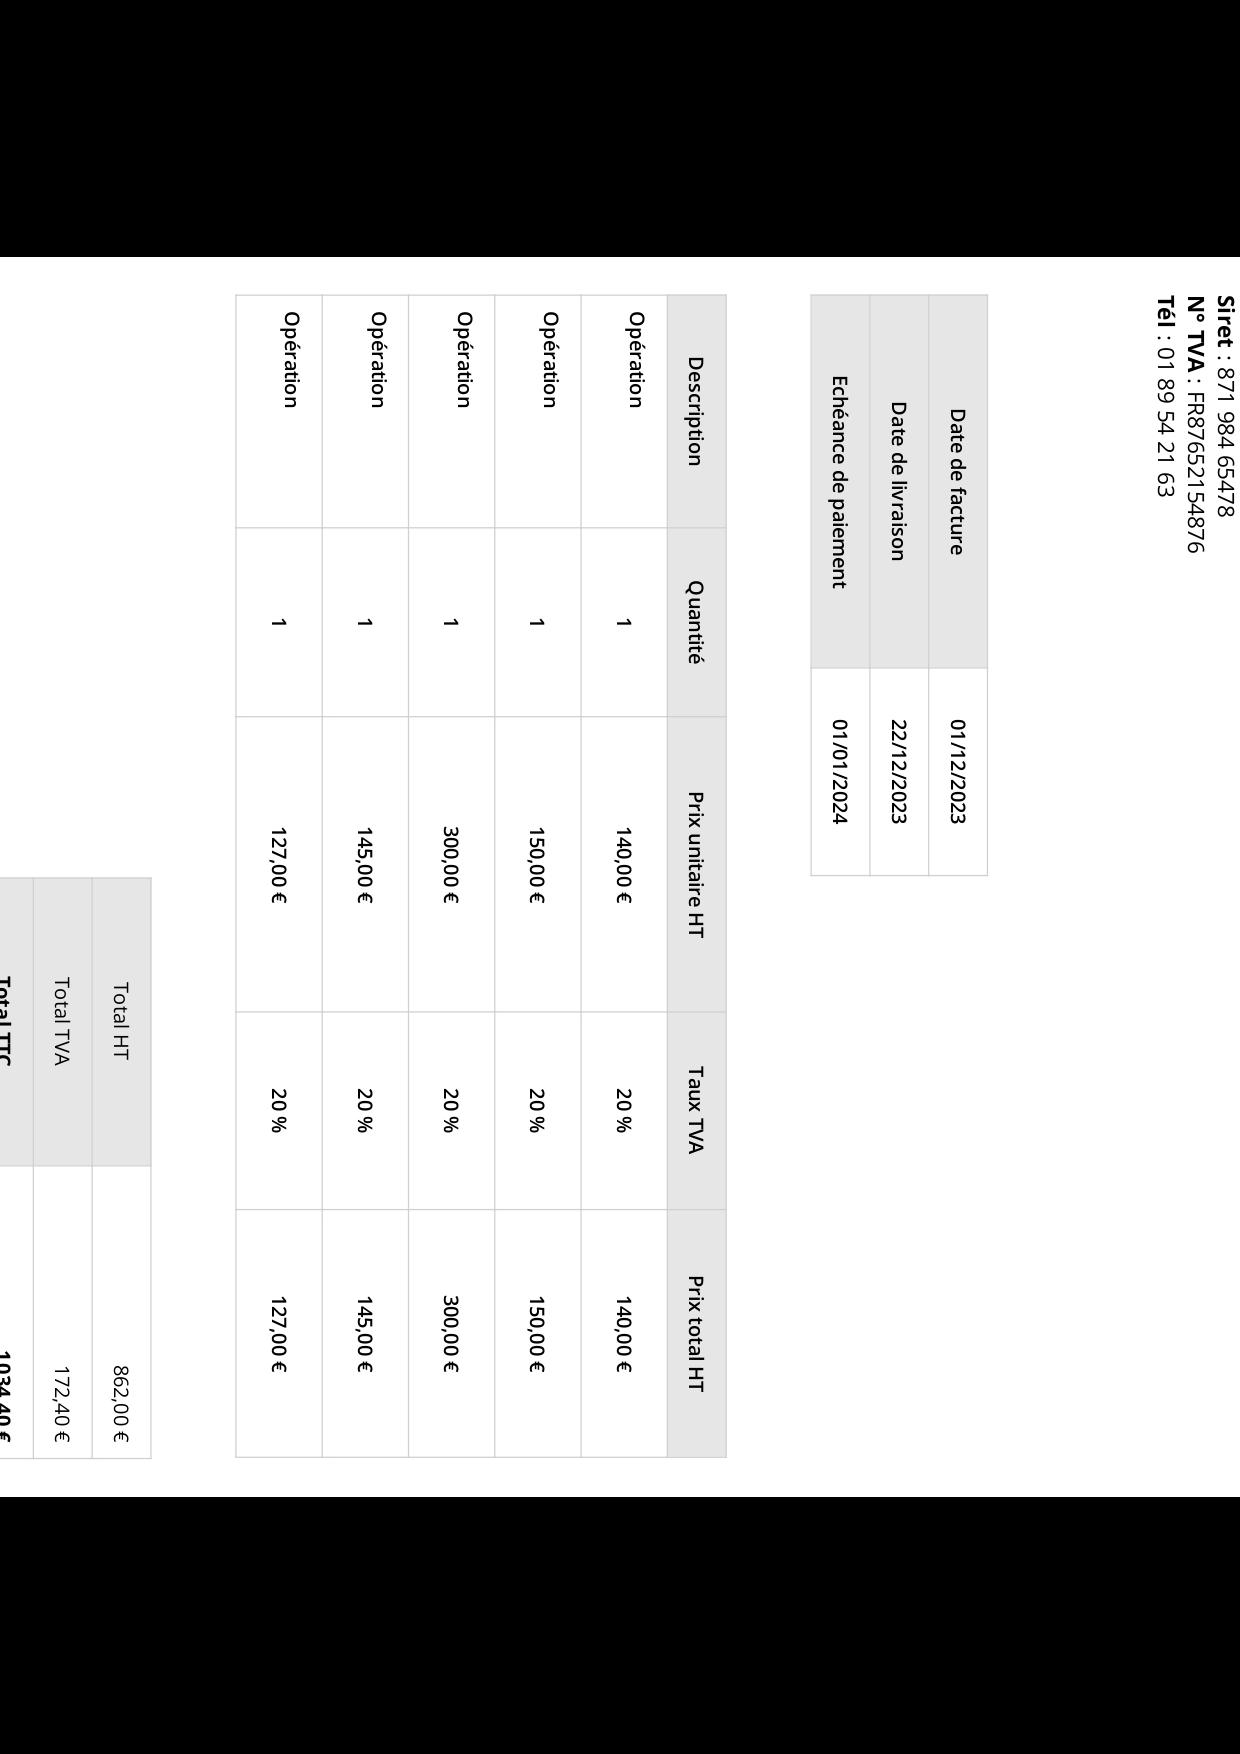 Siret : 871 984 65478
N° TVA : FR87652154876
Tél : 01 89 54 21 63
Date de facture 01/12/2023
Date de livraison 22/12/2023
Echéance de paiement 01/01/2024
Description Quantité Prix unitaire HT Taux TVA Prix total HT
Opération 1 140,00 € 20 % 140,00 €
Opération 1 150,00 € 20 % 150,00 €
Opération 1 300,00 € 20 % 300,00 €
Opération 1 145,00 € 20 % 145,00 €
Opération 1 127,00 € 20 % 127,00 €
Total HT 862,00 €
Total TVA 172,40 €
Total TTC 1034,40 €